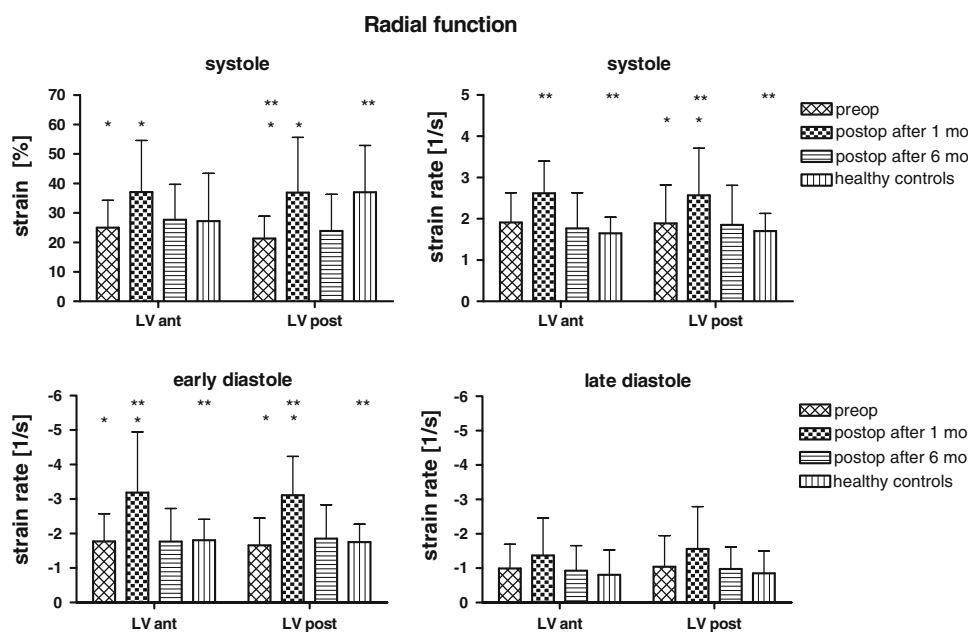 Radial function
systole
strain [%]
70
60
50
40
30
20
10
0
** **
* * * *
LV ant LV post
systole
strain rate [1/s]
5
4
3
2
1
0
** ** ** **
* *
LV ant LV post
preop
postop after 1 mo
postop after 6 mo
healthy controls
early diastole
strain rate [1/s]
-6
-5
-4
-3
-2
-1
0
** ** ** **
* * * *
LV ant LV post
late diastole
strain rate [1/s]
-6
-5
-4
-3
-2
-1
0
LV ant LV post
preop
postop after 1 mo
postop after 6 mo
healthy controls